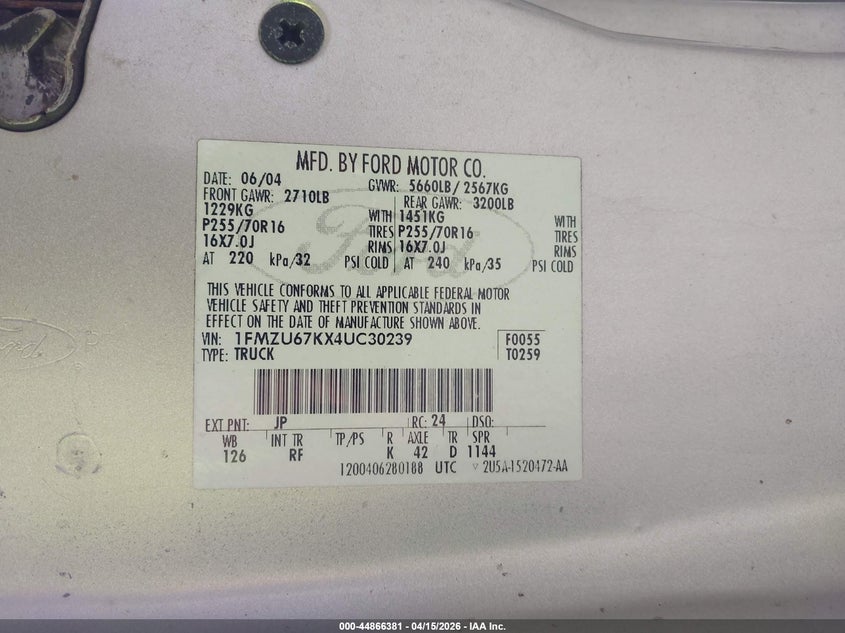 MFD. BY FORD MOTOR CO.
DATE: 06/04 GVWR: 5660LB/ 2567KG
FRONT GAWR: 2710LB REAR GAWR: 3200LB
1229KG WITH 1451KG WITH
P255/70R16 TIRES P255/70R16 TIRES
16X7.0J RIMS 16X7.0J RIMS
AT 220 kPa/32 PSI COLD AT 240 kPa/35 PSI COLD
Ford
THIS VEHICLE CONFORMS TO ALL APPLICABLE FEDERAL MOTOR
VEHICLE SAFETY AND THEFT PREVENTION STANDARDS IN
EFFECT ON THE DATE OF MANUFACTURE SHOWN ABOVE.
VIN: 1FMZU67KX4UC30239 F0055
TYPE: TRUCK T0259
EXT PNT: JP RC: 24 DSO:
WB INT TR TP/PS R AXLE TR SPR
126 RF K 42 D 1144
1200406280188 UTC 2U5A-1520472-AA
Ford
000-44866381 - 04/15/2026 - IAA Inc.